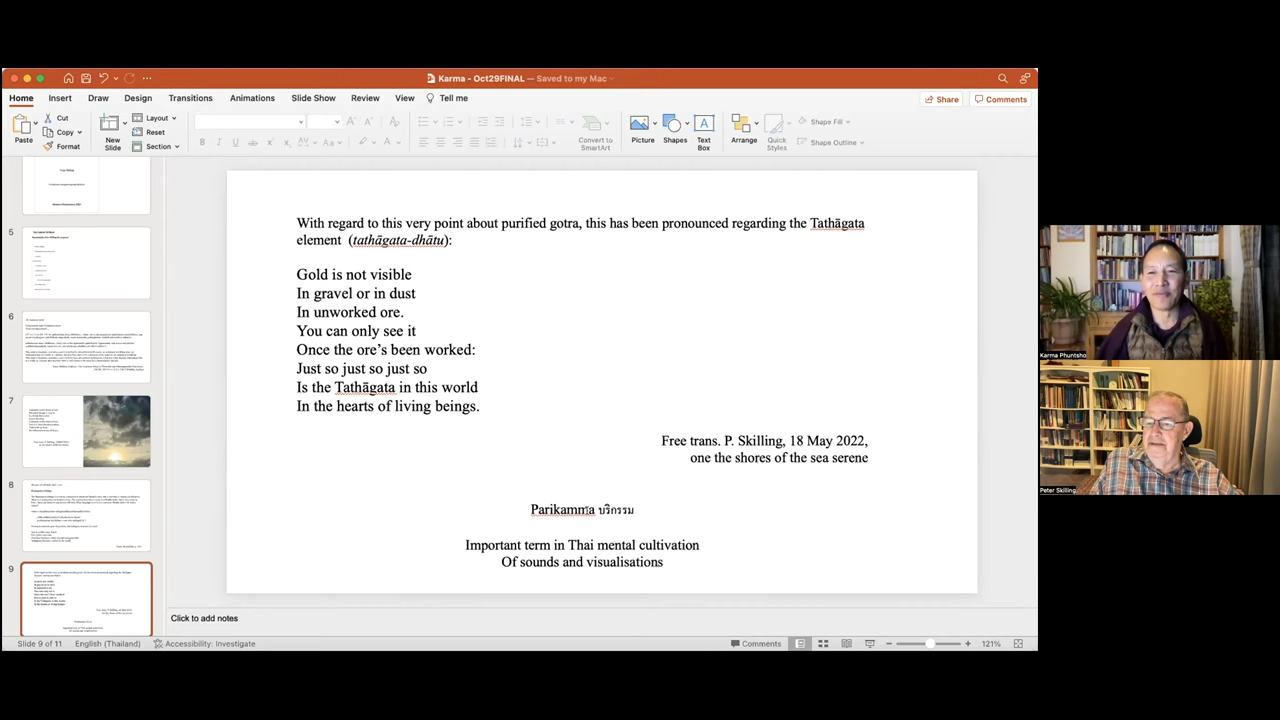 Karma - Oct29FINAL — Saved to my Mac
Home Insert Draw Design Transitions Animations Slide Show Review View Tell me
Share Comments
Paste
Cut
Copy
Format
New
Slide
Layout
Reset
Section
Convert to
SmartArt
Picture
Shapes
Text
Box
Arrange
Quick
Styles
Shape Fill
Shape Outline
5
6
7
8
9
With regard to this very point about purified gotra, this has been pronounced regarding the Tathāgata
element (tathāgata-dhātu):
Gold is not visible
In gravel or in dust
In unworked ore.
You can only see it
Once the ore's been worked:
Just so just so just so
Is the Tathāgata in this world
In the hearts of living beings.
Free trans. P. Skilling, 18 May 2022,
one the shores of the sea serene
Parikamma บริกรรม
Important term in Thai mental cultivation
Of sounds and visualisations
Click to add notes
Slide 9 of 11 English (Thailand) Accessibility: Investigate
Comments
121%
Karma Phuntsho
Peter Skilling